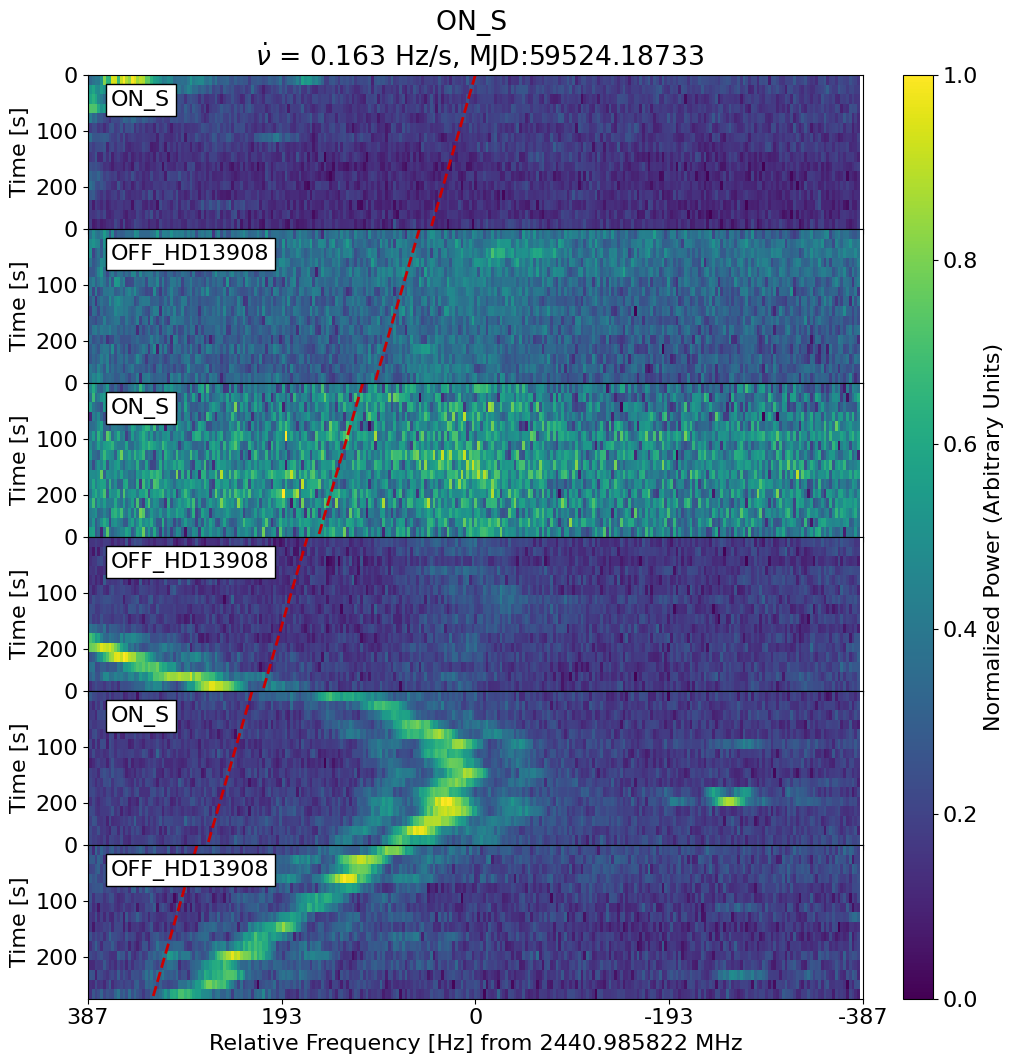 ON_S
ν̇ = 0.163 Hz/s, MJD:59524.18733
0
100
200
Time [s]
ON_S
0
100
200
Time [s]
OFF_HD13908
0
100
200
Time [s]
ON_S
0
100
200
Time [s]
OFF_HD13908
0
100
200
Time [s]
ON_S
0
100
200
Time [s]
OFF_HD13908
387 193 0 -193 -387
Relative Frequency [Hz] from 2440.985822 MHz
1.0
0.8
0.6
0.4
0.2
0.0
Normalized Power (Arbitrary Units)